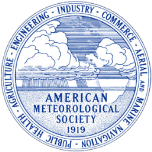 PUBLIC HEALTH · AGRICULTURE · ENGINEERING · INDUSTRY · COMMERCE · AERIAL AND MARINE NAVIGATION ·
AMERICAN
METEOROLOGICAL
SOCIETY
1919